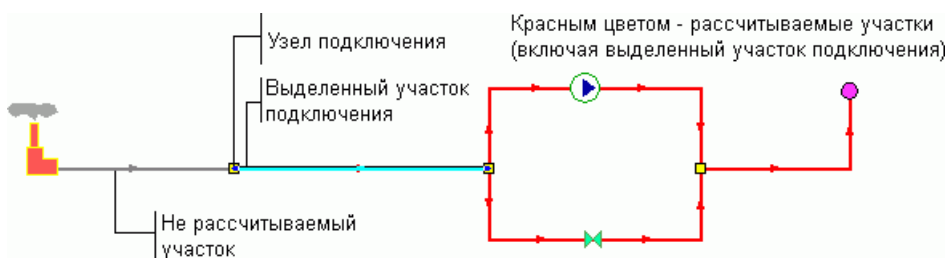 Узел подключения
Выделенный участок
подключения
Красным цветом - рассчитываемые участки
(включая выделенный участок подключения)
Не рассчитываемый
участок